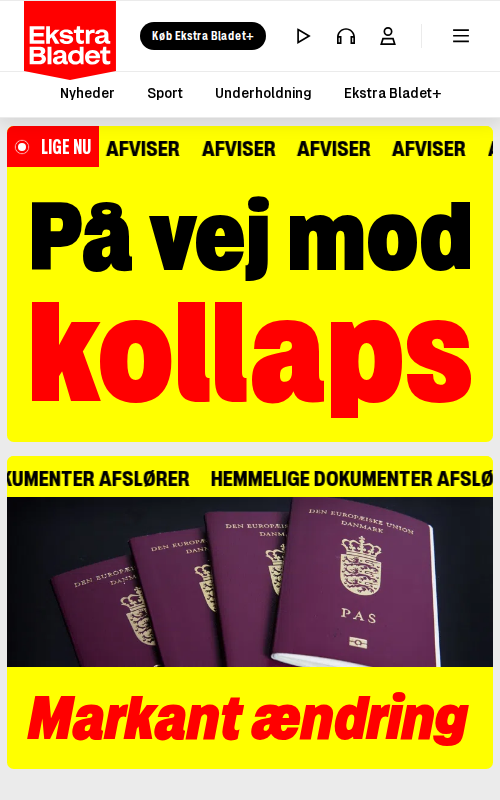 Ekstra
Bladet
Køb Ekstra Bladet+
Nyheder Sport Underholdning Ekstra Bladet+
LIGE NU AFVISER AFVISER AFVISER AFVISER
På vej mod
kollaps
KUMENTER AFSLØRER HEMMELIGE DOKUMENTER AFSLØ
DEN EUROPÆISKE UNION
DANMARK
PAS
Markant ændring